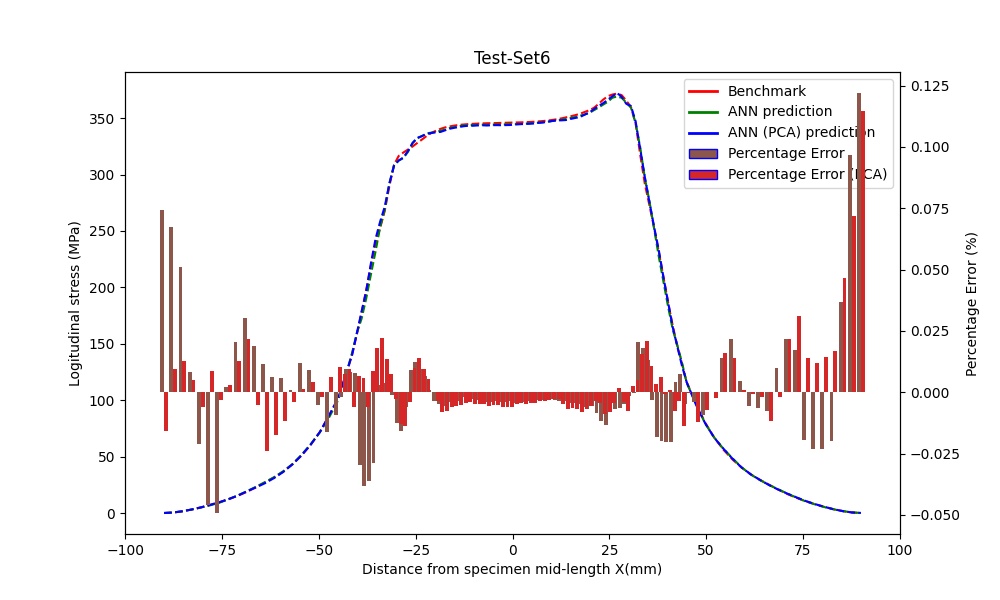 Test-Set6
Benchmark
ANN prediction
ANN (PCA) prediction
Percentage Error
Percentage Error (PCA)
Logitudinal stress (MPa)
350
300
250
200
150
100
50
0
0.125
0.100
0.075
0.050
0.025
0.000
−0.025
−0.050
Percentage Error (%)
−100 −75 −50 −25 0 25 50 75 100
Distance from specimen mid-length X(mm)